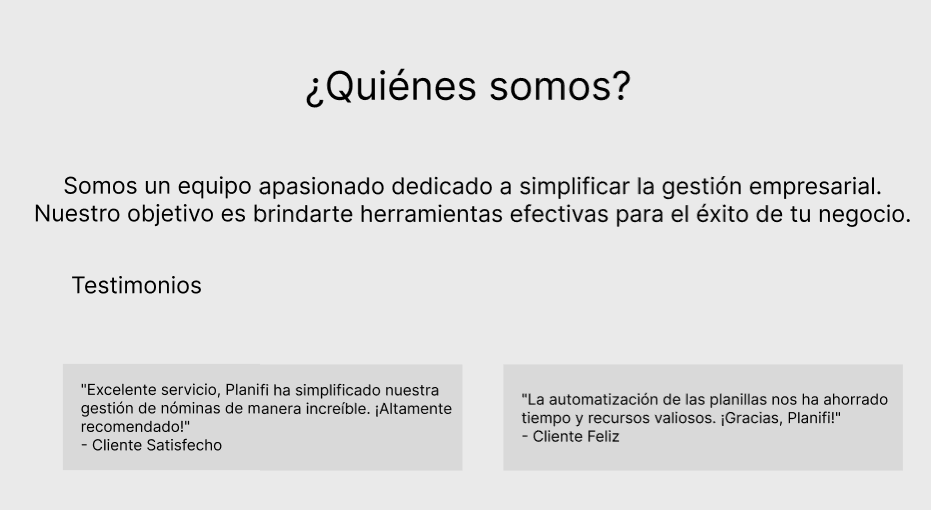 ¿Quiénes somos?
Somos un equipo apasionado dedicado a simplificar la gestión empresarial.
Nuestro objetivo es brindarte herramientas efectivas para el éxito de tu negocio.
Testimonios
"Excelente servicio, Planifi ha simplificado nuestra
gestión de nóminas de manera increíble. ¡Altamente
recomendado!"
- Cliente Satisfecho
"La automatización de las planillas nos ha ahorrado
tiempo y recursos valiosos. ¡Gracias, Planifi!"
- Cliente Feliz